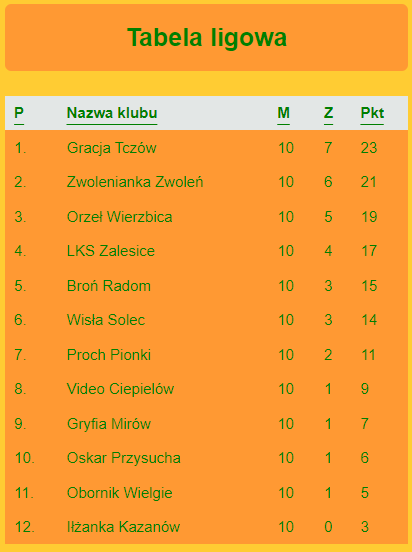 Tabela ligowa
P Nazwa klubu M Z Pkt
1. Gracja Tczów 10 7 23
2. Zwolenianka Zwoleń 10 6 21
3. Orzeł Wierzbica 10 5 19
4. LKS Zalesice 10 4 17
5. Broń Radom 10 3 15
6. Wisła Solec 10 3 14
7. Proch Pionki 10 2 11
8. Video Ciepielów 10 1 9
9. Gryfia Mirów 10 1 7
10. Oskar Przysucha 10 1 6
11. Obornik Wielgie 10 1 5
12. Iłżanka Kazanów 10 0 3